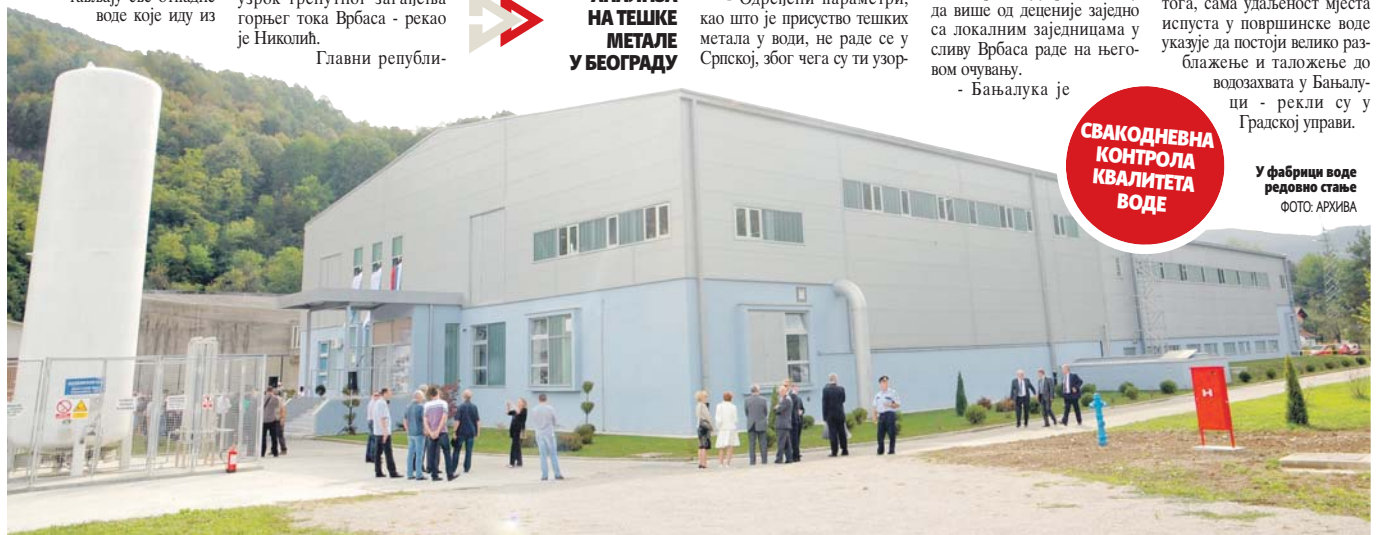 воде које иду из
горњег тока Врбаса - рекао
је Николић.
Главни републи-
НА ТЕШКЕ
МЕТАЛЕ
У БЕОГРАДУ
- Одређени параметри,
као што је присуство тешких
метала у води, не раде се у
Српској, због чега су ти узор-
да више од деценије заједно
са локалним заједницама у
сливу Врбаса раде на њего-
вом очувању.
- Бањалука је
тога, сама удаљеност мјеста
испуста у површинске воде
указује да постоји велико раз-
блажење и таложење до
водозахвата у Бањалу-
ци - рекли су у
Градској управи.
СВАКОДНЕВНА
КОНТРОЛА
КВАЛИТЕТА
ВОДЕ
У фабрици воде
редовно стање
ФОТО: АРХИВА
H